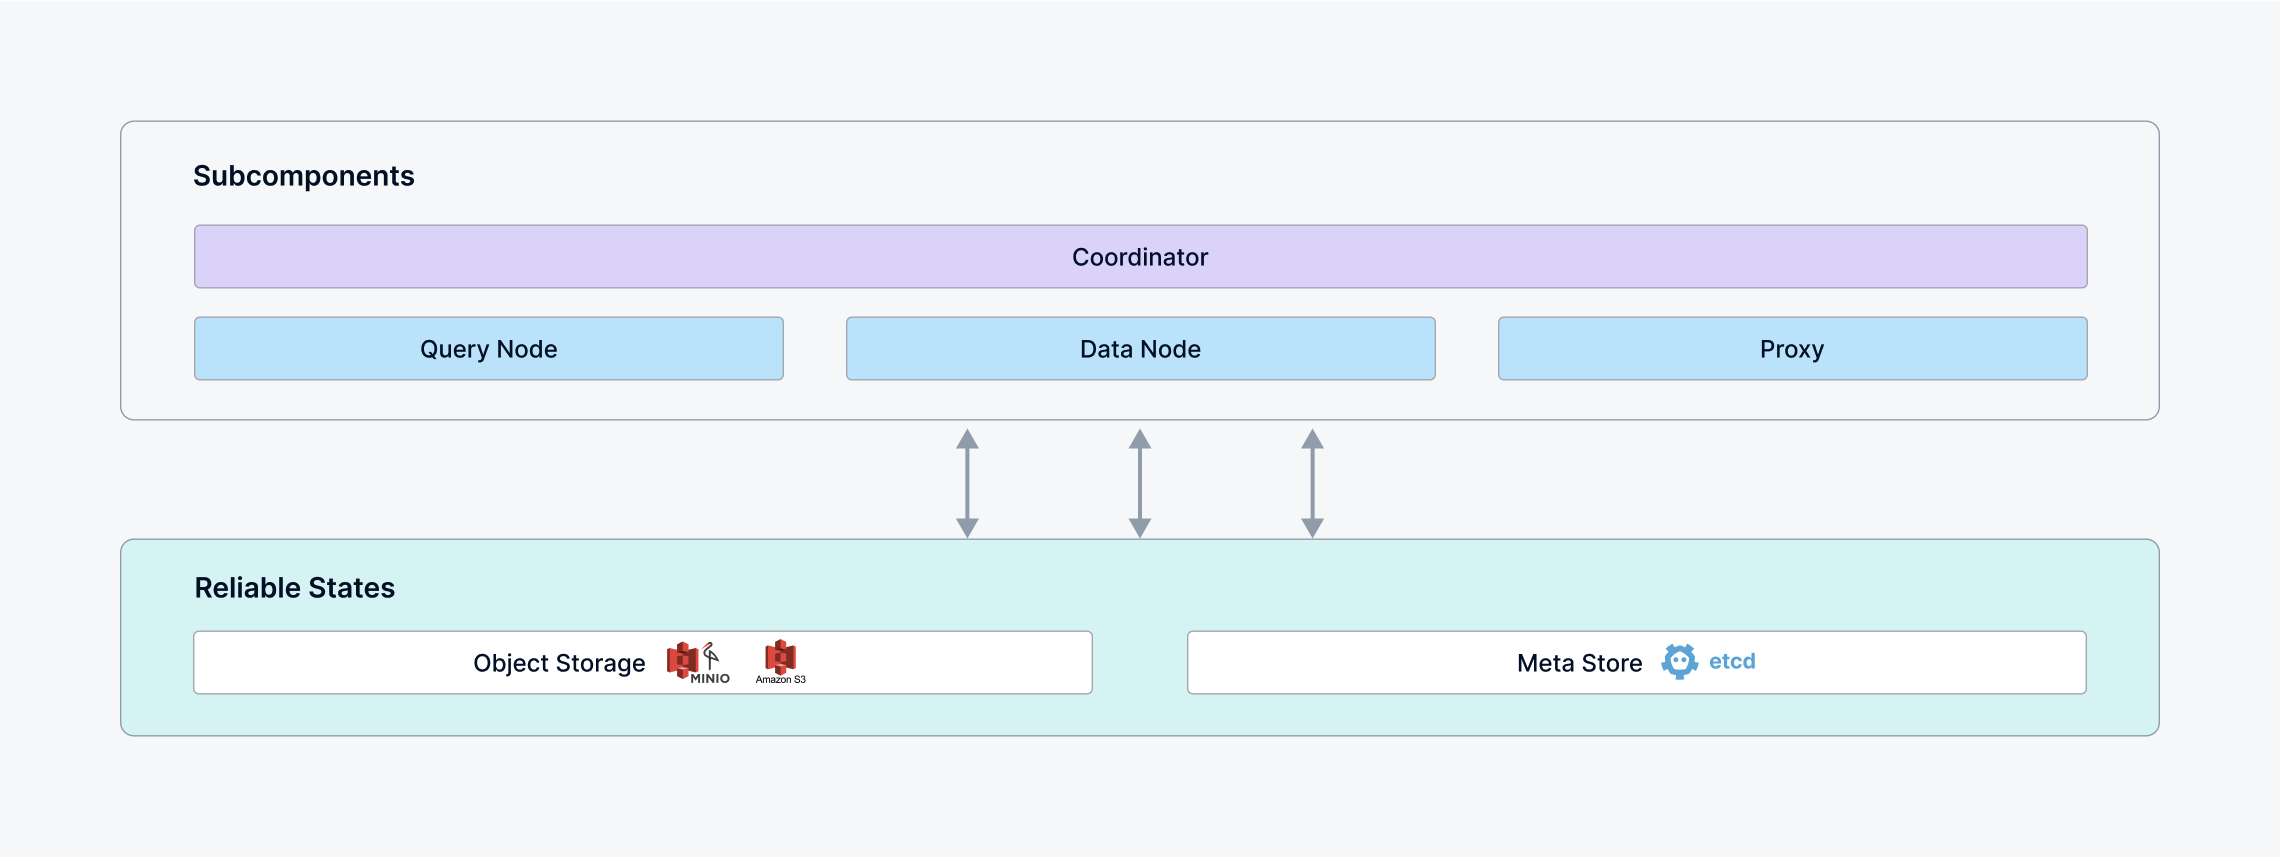 Subcomponents
Coordinator
Query Node
Data Node
Proxy
Reliable States
Object Storage
MINIO
Amazon S3
Meta Store
etcd